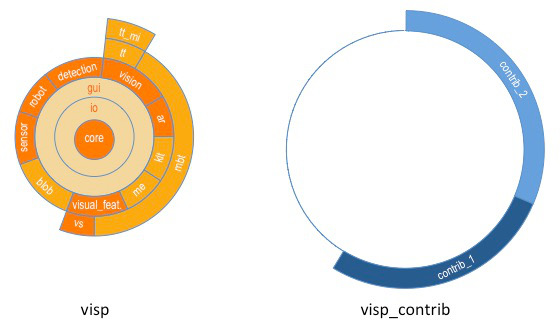 tt_mi
tt
detection
vision
robot
gui
io
ar
core
sensor
klt
mbt
blob
me
visual_feat.
vs
contrib_2
contrib_1
visp
visp_contrib